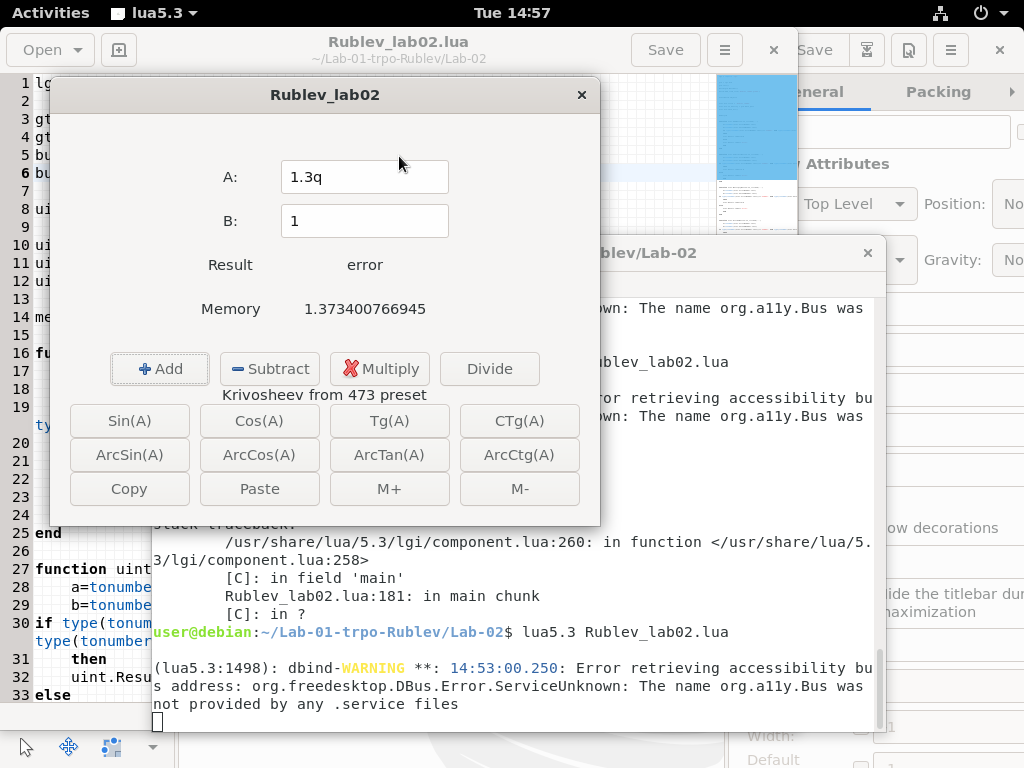 Activities lua5.3 Tue 14:57
Open Rublev_lab02.lua Save Save
~/Lab-01-trpo-Rublev/Lab-02
Rublev_lab02
General Packing
A: 1.3q
B: 1
Result error
Memory 1.373400766945
Add Subtract Multiply Divide
Krivosheev from 473 preset
Sin(A) Cos(A) Tg(A) CTg(A)
ArcSin(A) ArcCos(A) ArcTan(A) ArcCtg(A)
Copy Paste M+ M-
1 lg
2
3 gt
4 gt
5 bu
6 bu
7
8 ui
9
10 ui
11 ui
12 ui
13
14 me
15
16 fu
17
18
19
ty
20
21
22
23
24
25 end
26
27 function uint
28 a=tonumbe
29 b=tonumbe
30 if type(tonum
type(tonumber
31 then
32 uint.Resu
33 else
blev/Lab-02
own: The name org.a11y.Bus was
ublev_lab02.lua
ror retrieving accessibility bu
own: The name org.a11y.Bus was
stack traceback:
/usr/share/lua/5.3/lgi/component.lua:260: in function </usr/share/lua/5.
3/lgi/component.lua:258>
[C]: in field 'main'
Rublev_lab02.lua:181: in main chunk
[C]: in ?
user@debian:~/Lab-01-trpo-Rublev/Lab-02$ lua5.3 Rublev_lab02.lua
(lua5.3:1498): dbind-WARNING **: 14:53:00.250: Error retrieving accessibility bu
s address: org.freedesktop.DBus.Error.ServiceUnknown: The name org.a11y.Bus was
not provided by any .service files
Attributes
Top Level Position: No
Gravity: No
ow decorations
lide the titlebar durin
maximization
Width: 1
Default 1